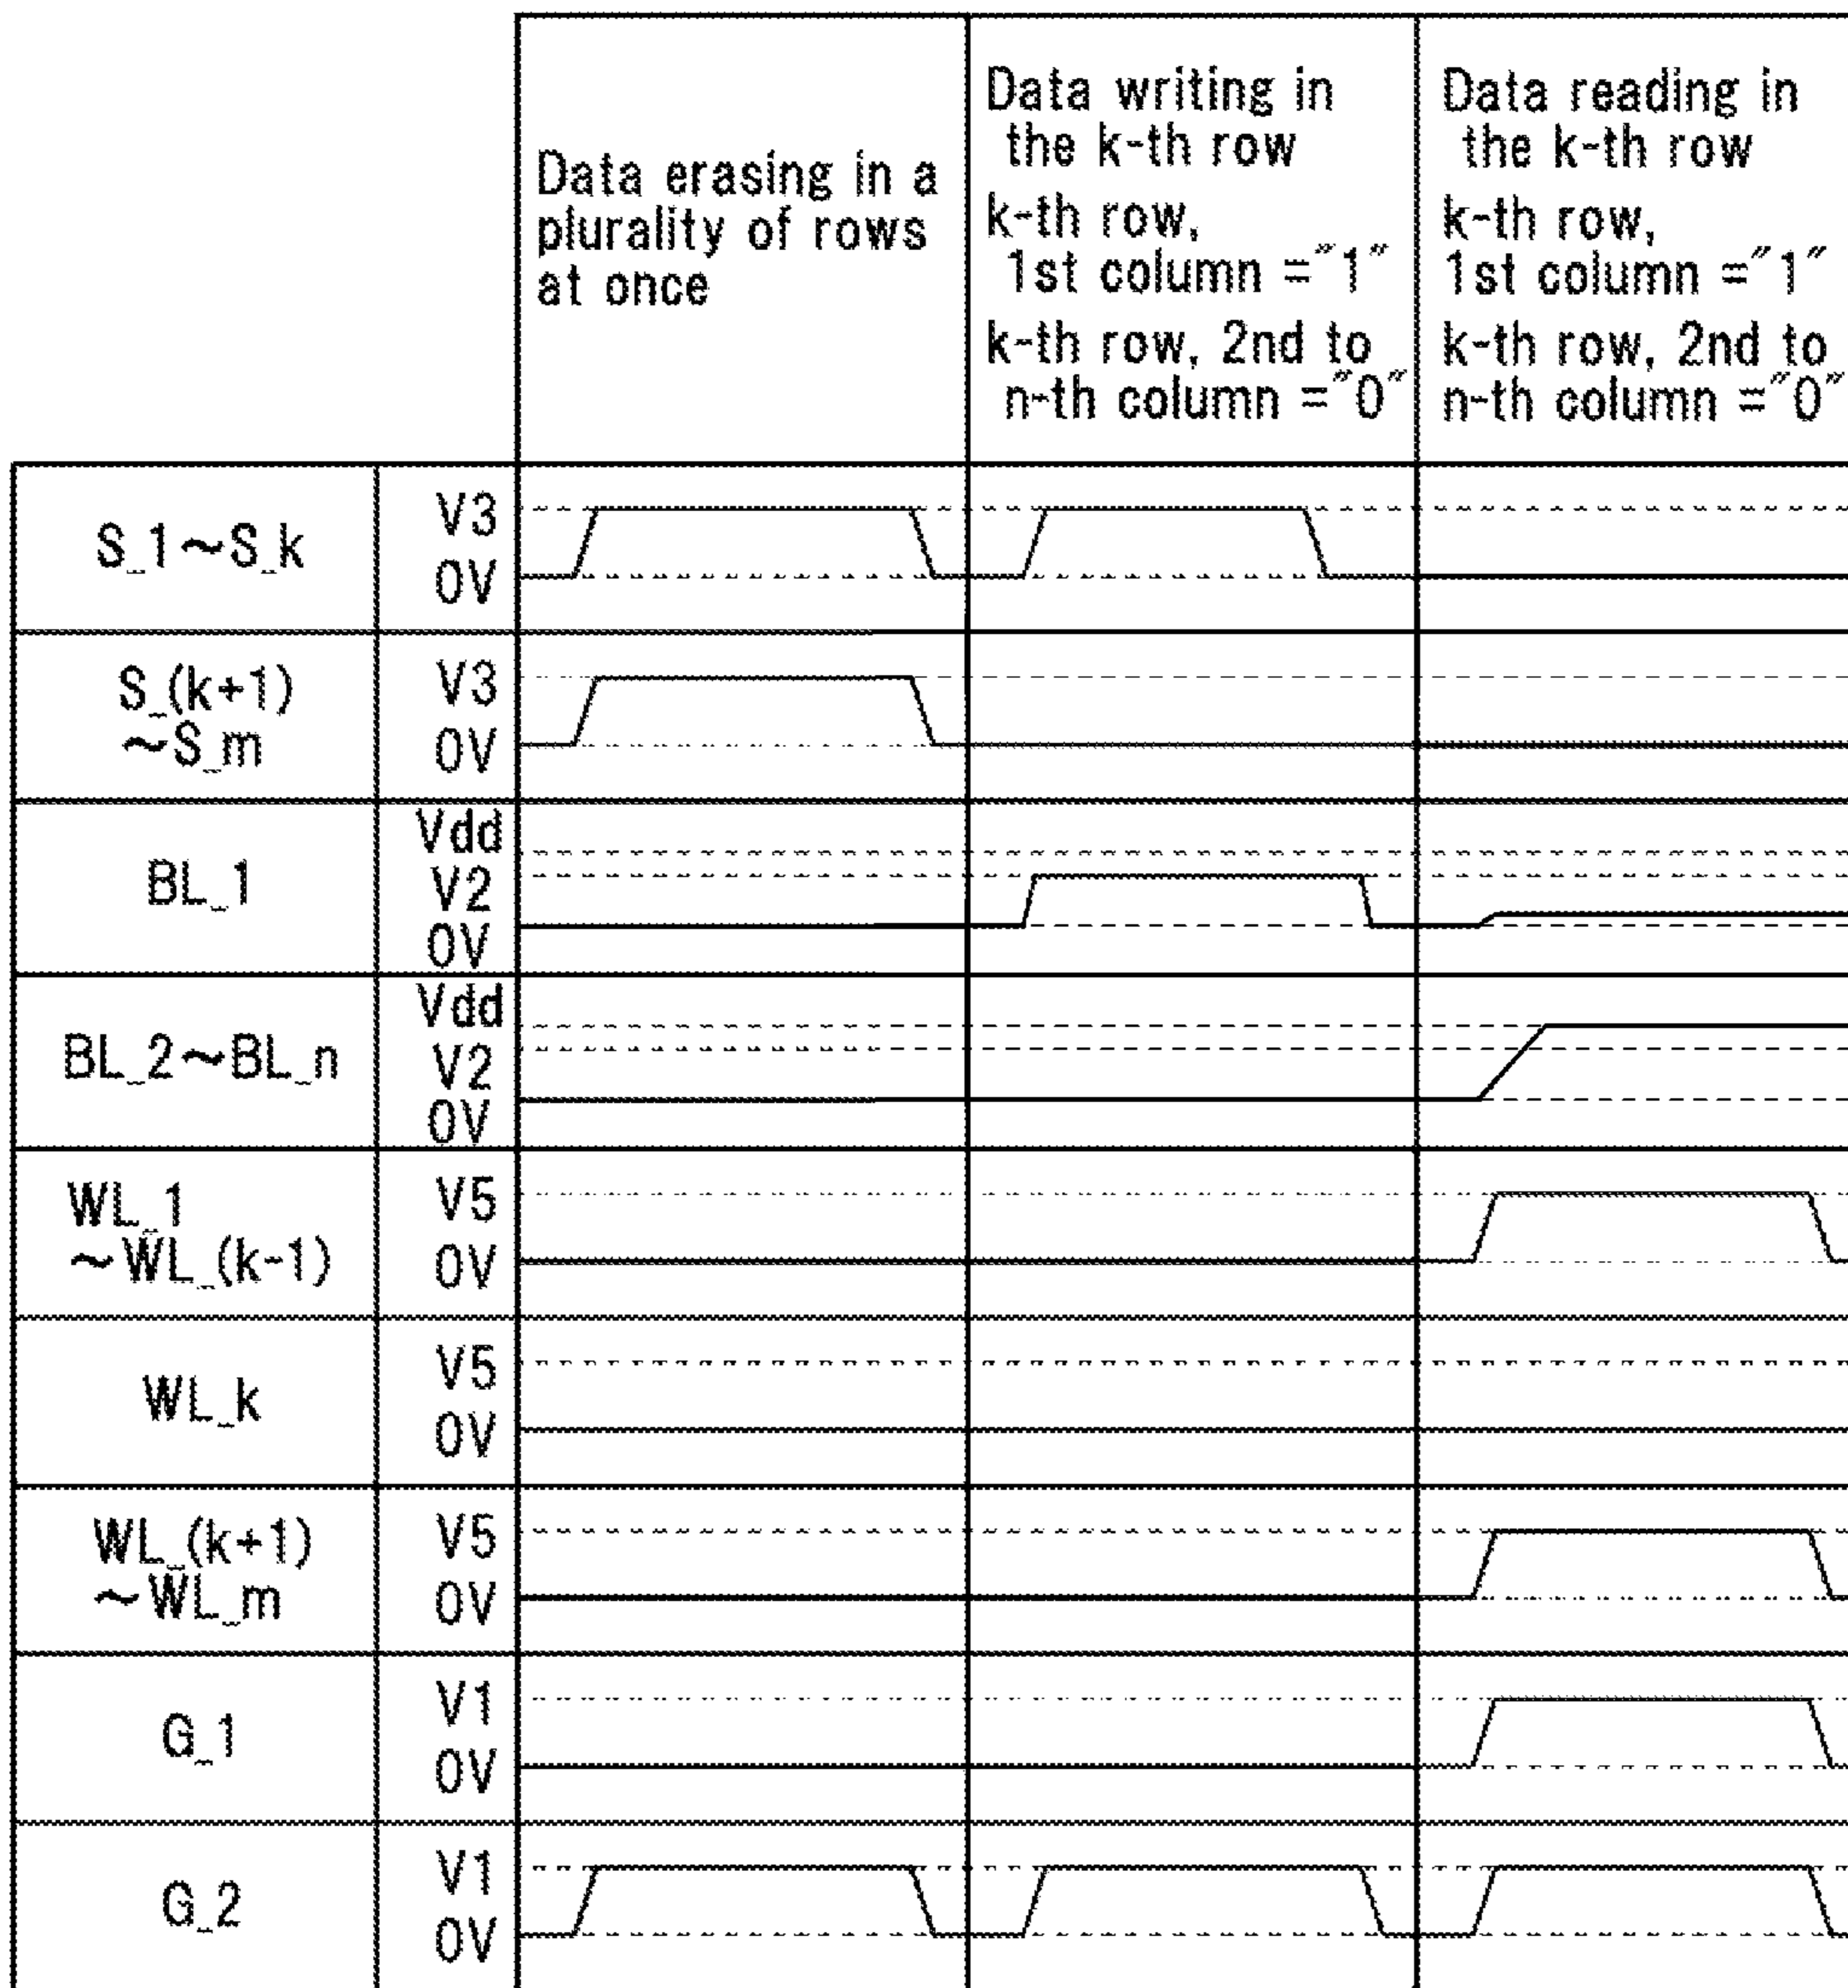 Data erasing in a
plurality of rows
at once
Data writing in
the k-th row
k-th row,
1st column ="1"
k-th row, 2nd to
n-th column ="0"
Data reading in
the k-th row
k-th row,
1st column ="1"
k-th row, 2nd to
n-th column ="0"
S_1~S_k
V3
0V
S_(k+1)
~S_m
V3
0V
BL_1
Vdd
V2
0V
BL_2~BL_n
Vdd
V2
0V
WL_1
~WL_(k-1)
V5
0V
WL_k
V5
0V
WL_(k+1)
~WL_m
V5
0V
G_1
V1
0V
G_2
V1
0V